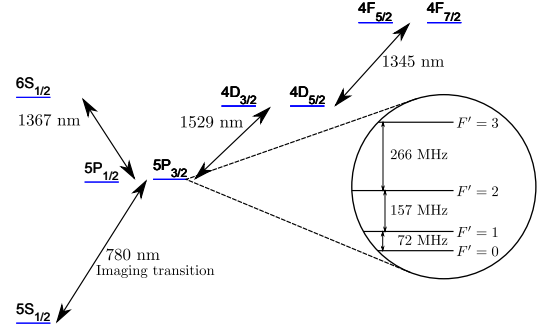 4F5/2 4F7/2
1345 nm
6S1/2
4D3/2 4D5/2
1367 nm
1529 nm
F′ = 3
266 MHz
5P1/2 5P3/2
F′ = 2
157 MHz
F′ = 1
72 MHz
F′ = 0
780 nm
Imaging transition
5S1/2